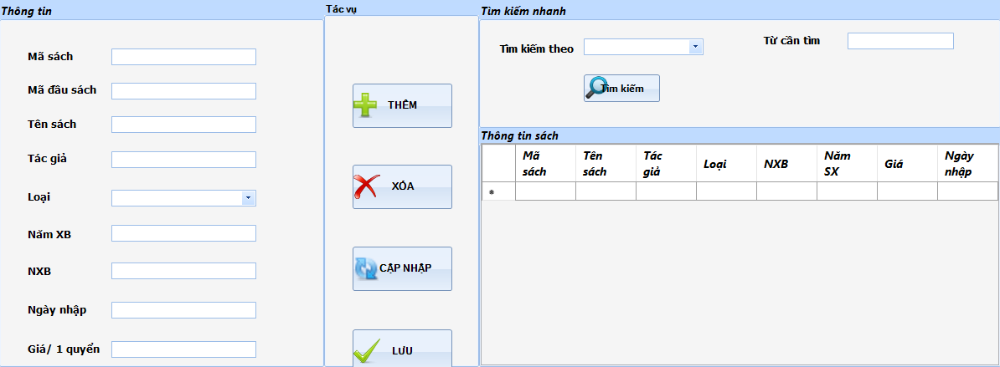 Thông tin
Mã sách
Mã đầu sách
Tên sách
Tác giả
Loại
Năm XB
NXB
Ngày nhập
Giá/ 1 quyển
Tác vụ
THÊM
XÓA
CẬP NHẬP
LƯU
Tìm kiếm nhanh
Tìm kiếm theo
Từ cần tìm
Tìm kiếm
Thông tin sách
Mã
sách
Tên
sách
Tác
giả
Loại
NXB
Năm
SX
Giá
Ngày
nhập
*